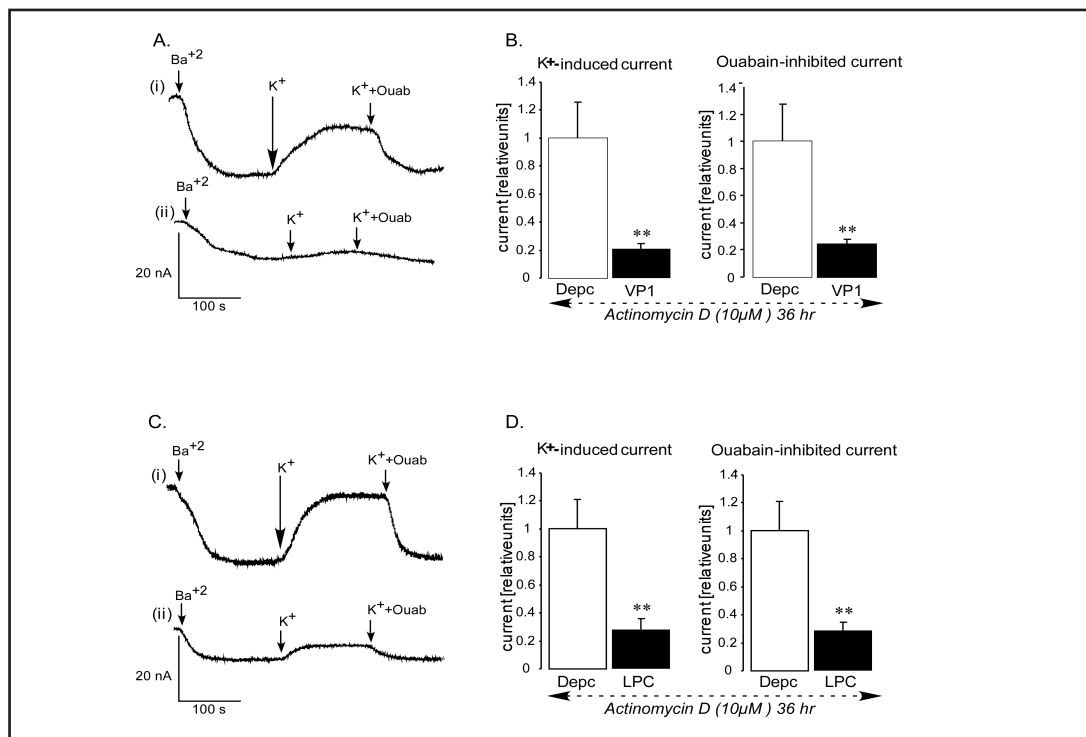 A.
Ba+2
(i)
K+
K++Ouab
Ba+2
(ii)
K+
K++Ouab
20 nA
100 s
B.
K+-induced current
current [relativeunits]
1.4
1.2
1
0.8
0.6
0.4
0.2
0
**
Depc VP1
Ouabain-inhibited current
current [relativeunits]
1.4
1.2
1
0.8
0.6
0.4
0.2
0
**
Depc VP1
Actinomycin D (10µM ) 36 hr
C.
Ba+2
(i)
K+
K++Ouab
Ba+2
(ii)
K+
K++Ouab
20 nA
100 s
D.
K+-induced current
current [relativeunits]
1.4
1.2
1
0.8
0.6
0.4
0.2
0
**
Depc LPC
Ouabain-inhibited current
current [relativeunits]
1.4
1.2
1
0.8
0.6
0.4
0.2
0
**
Depc LPC
Actinomycin D (10µM ) 36 hr